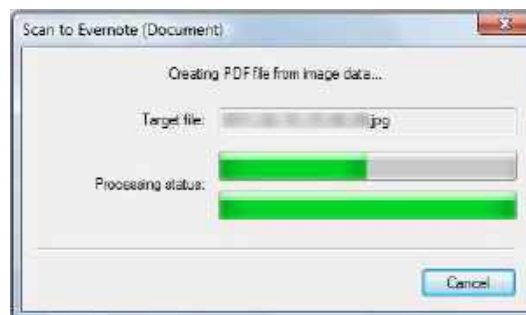 Scan to Evernote (Document)
Creating PDF file from image data...
Target file: .jpg
Processing status:
Cancel